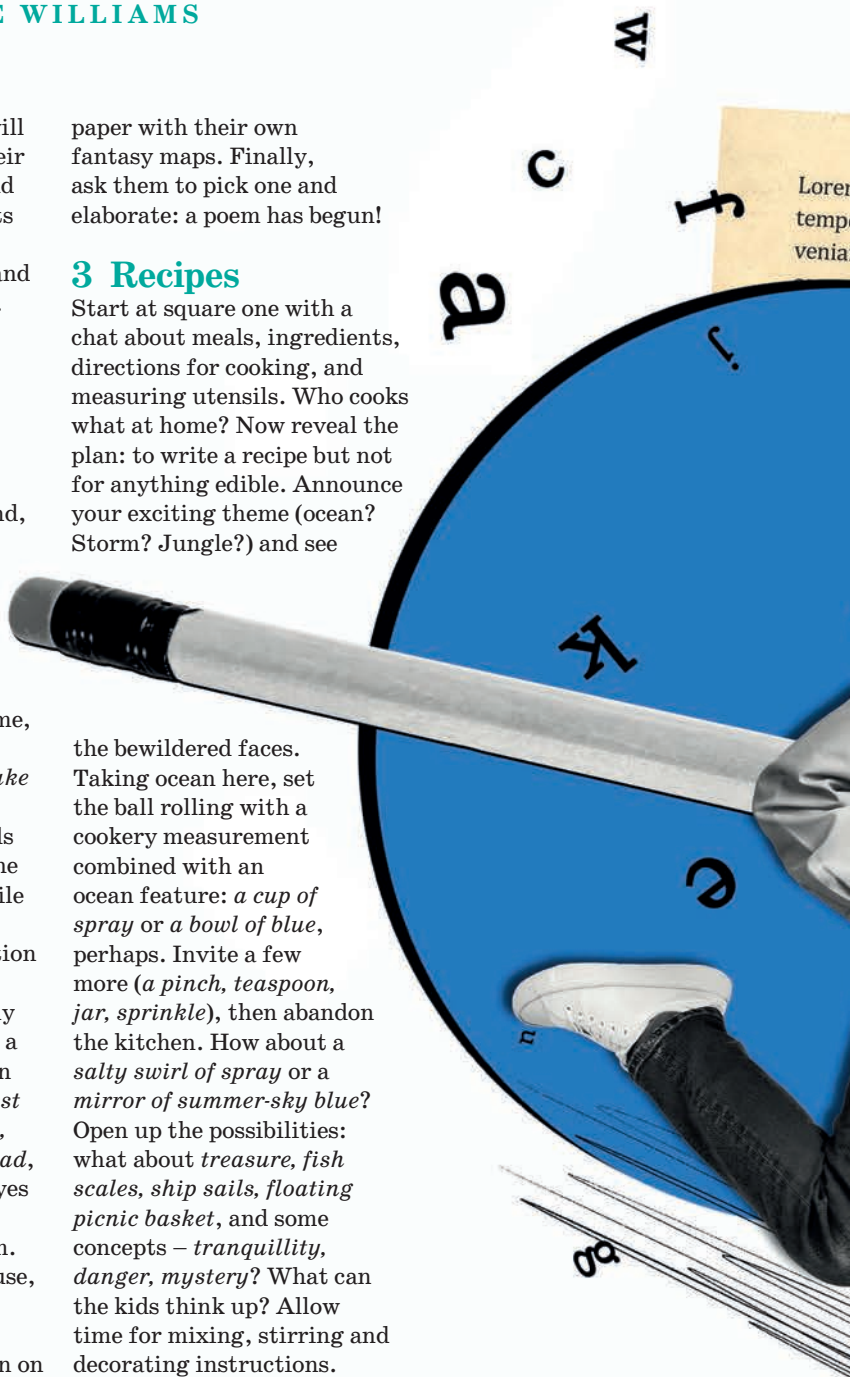 WILLIAMS
paper with their own
fantasy maps. Finally,
ask them to pick one and
elaborate: a poem has begun!
3 Recipes
Start at square one with a
chat about meals, ingredients,
directions for cooking, and
measuring utensils. Who cooks
what at home? Now reveal the
plan: to write a recipe but not
for anything edible. Announce
your exciting theme (ocean?
Storm? Jungle?) and see
the bewildered faces.
Taking ocean here, set
the ball rolling with a
cookery measurement
combined with an
ocean feature: a cup of
spray or a bowl of blue,
perhaps. Invite a few
more (a pinch, teaspoon,
jar, sprinkle), then abandon
the kitchen. How about a
salty swirl of spray or a
mirror of summer-sky blue?
Open up the possibilities:
what about treasure, fish
scales, ship sails, floating
picnic basket, and some
concepts – tranquillity,
danger, mystery? What can
the kids think up? Allow
time for mixing, stirring and
decorating instructions.
and
a
on
w
c
f
a
j
k
e
u
g